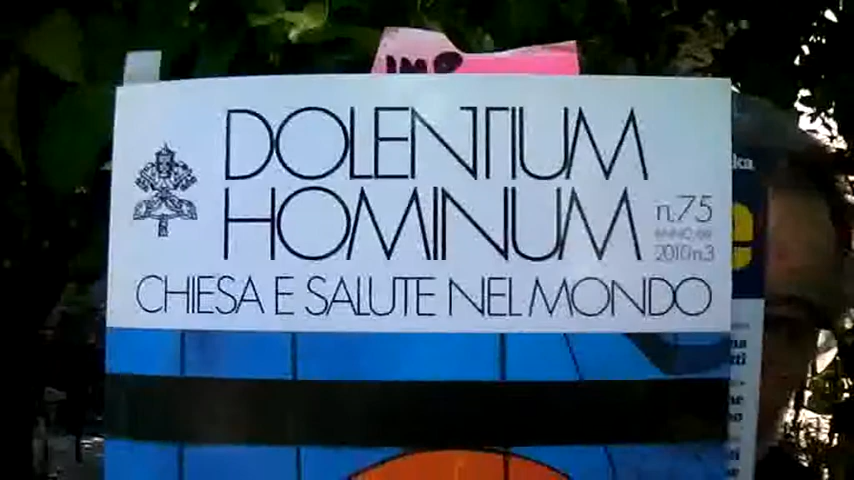 DOLENTIUM
HOMINUM
n.75
2010 n.3
CHIESA E SALUTE NEL MONDO